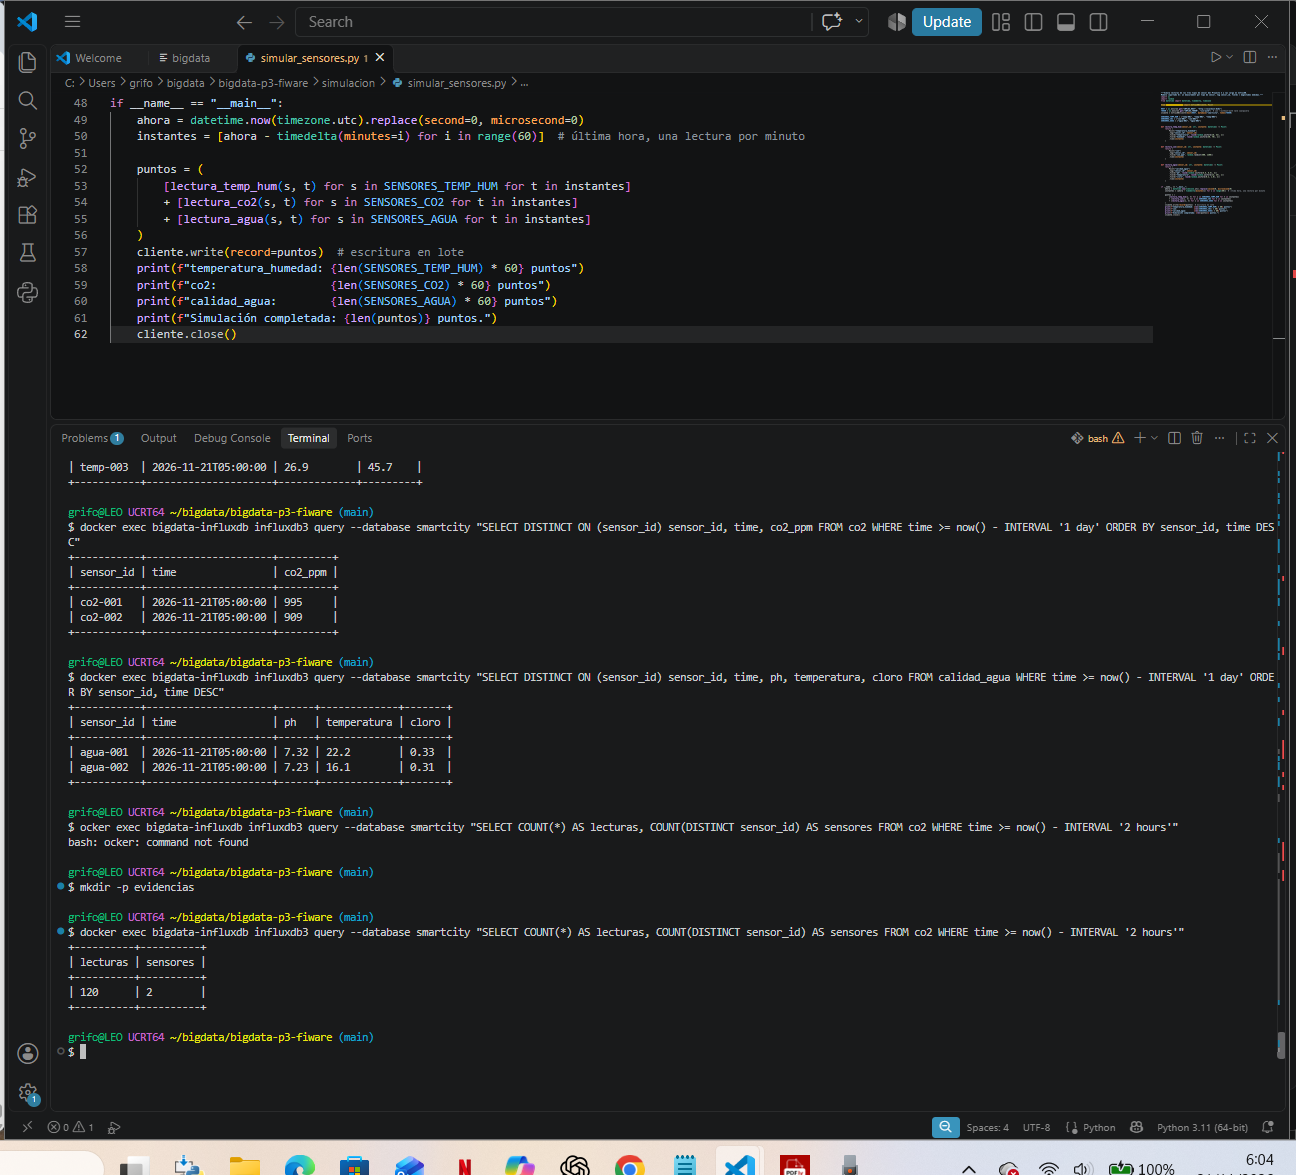 Search
Update
Welcome
bigdata
simular_sensores.py 1
C: > Users > grifo > bigdata > bigdata-p3-fiware > simulacion > simular_sensores.py > ...
48 if __name__ == "__main__":
49 ahora = datetime.now(timezone.utc).replace(second=0, microsecond=0)
50 instantes = [ahora - timedelta(minutes=i) for i in range(60)]  # última hora, una lectura por minuto
51
52 puntos = (
53 [lectura_temp_hum(s, t) for s in SENSORES_TEMP_HUM for t in instantes]
54 + [lectura_co2(s, t) for s in SENSORES_CO2 for t in instantes]
55 + [lectura_agua(s, t) for s in SENSORES_AGUA for t in instantes]
56 )
57 cliente.write(record=puntos)  # escritura en lote
58 print(f"temperatura_humedad: {len(SENSORES_TEMP_HUM) * 60} puntos")
59 print(f"co2:                 {len(SENSORES_CO2) * 60} puntos")
60 print(f"calidad_agua:        {len(SENSORES_AGUA) * 60} puntos")
61 print(f"Simulación completada: {len(puntos)} puntos.")
62 cliente.close()
Problems 1 Output Debug Console Terminal Ports
bash
| temp-003 | 2026-11-21T05:00:00 | 26.9 | 45.7 |
+-----------+---------------------+-------------+---------+
grifo@LEO UCRT64 ~/bigdata/bigdata-p3-fiware (main)
$ docker exec bigdata-influxdb influxdb3 query --database smartcity "SELECT DISTINCT ON (sensor_id) sensor_id, time, co2_ppm FROM co2 WHERE time >= now() - INTERVAL '1 day' ORDER BY sensor_id, time DES
C"
+-----------+---------------------+---------+
| sensor_id | time | co2_ppm |
+-----------+---------------------+---------+
| co2-001 | 2026-11-21T05:00:00 | 995 |
| co2-002 | 2026-11-21T05:00:00 | 909 |
+-----------+---------------------+---------+
grifo@LEO UCRT64 ~/bigdata/bigdata-p3-fiware (main)
$ docker exec bigdata-influxdb influxdb3 query --database smartcity "SELECT DISTINCT ON (sensor_id) sensor_id, time, ph, temperatura, cloro FROM calidad_agua WHERE time >= now() - INTERVAL '1 day' ORDE
R BY sensor_id, time DESC"
+-----------+---------------------+------+-------------+-------+
| sensor_id | time | ph | temperatura | cloro |
+-----------+---------------------+------+-------------+-------+
| agua-001 | 2026-11-21T05:00:00 | 7.32 | 22.2 | 0.33 |
| agua-002 | 2026-11-21T05:00:00 | 7.23 | 16.1 | 0.31 |
+-----------+---------------------+------+-------------+-------+
grifo@LEO UCRT64 ~/bigdata/bigdata-p3-fiware (main)
$ ocker exec bigdata-influxdb influxdb3 query --database smartcity "SELECT COUNT(*) AS lecturas, COUNT(DISTINCT sensor_id) AS sensores FROM co2 WHERE time >= now() - INTERVAL '2 hours'"
bash: ocker: command not found
grifo@LEO UCRT64 ~/bigdata/bigdata-p3-fiware (main)
$ mkdir -p evidencias
grifo@LEO UCRT64 ~/bigdata/bigdata-p3-fiware (main)
$ docker exec bigdata-influxdb influxdb3 query --database smartcity "SELECT COUNT(*) AS lecturas, COUNT(DISTINCT sensor_id) AS sensores FROM co2 WHERE time >= now() - INTERVAL '2 hours'"
+----------+----------+
| lecturas | sensores |
+----------+----------+
| 120 | 2 |
+----------+----------+
grifo@LEO UCRT64 ~/bigdata/bigdata-p3-fiware (main)
$
1
0 1 Spaces: 4 UTF-8 Python Python 3.11 (64-bit)
100% 6:04